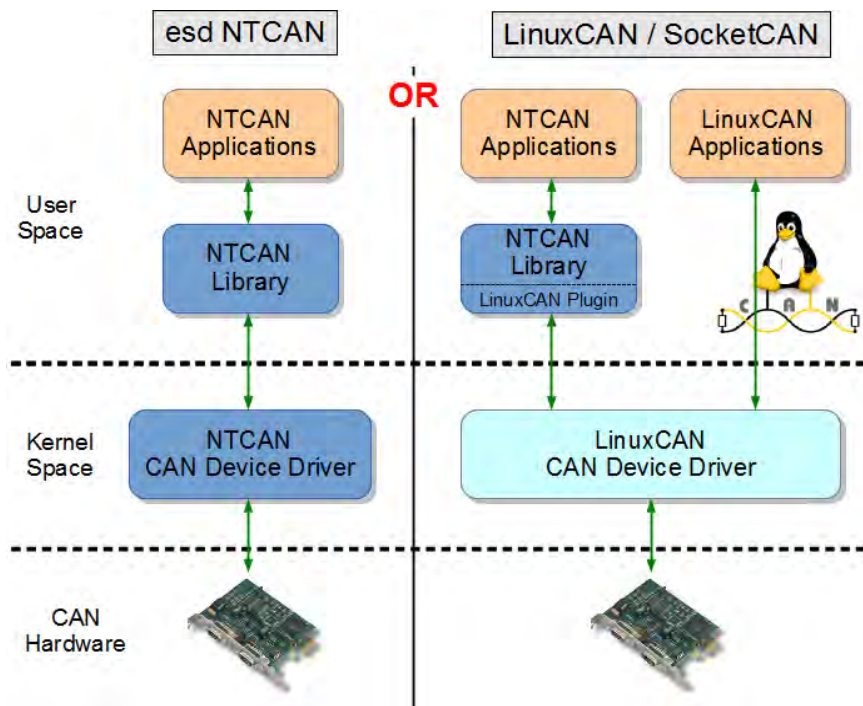 esd NTCAN
LinuxCAN / SocketCAN
OR
NTCAN
Applications
NTCAN
Applications
LinuxCAN
Applications
User
Space
NTCAN
Library
NTCAN
Library
LinuxCAN Plugin
C A N
Kernel
Space
NTCAN
CAN Device Driver
LinuxCAN
CAN Device Driver
CAN
Hardware